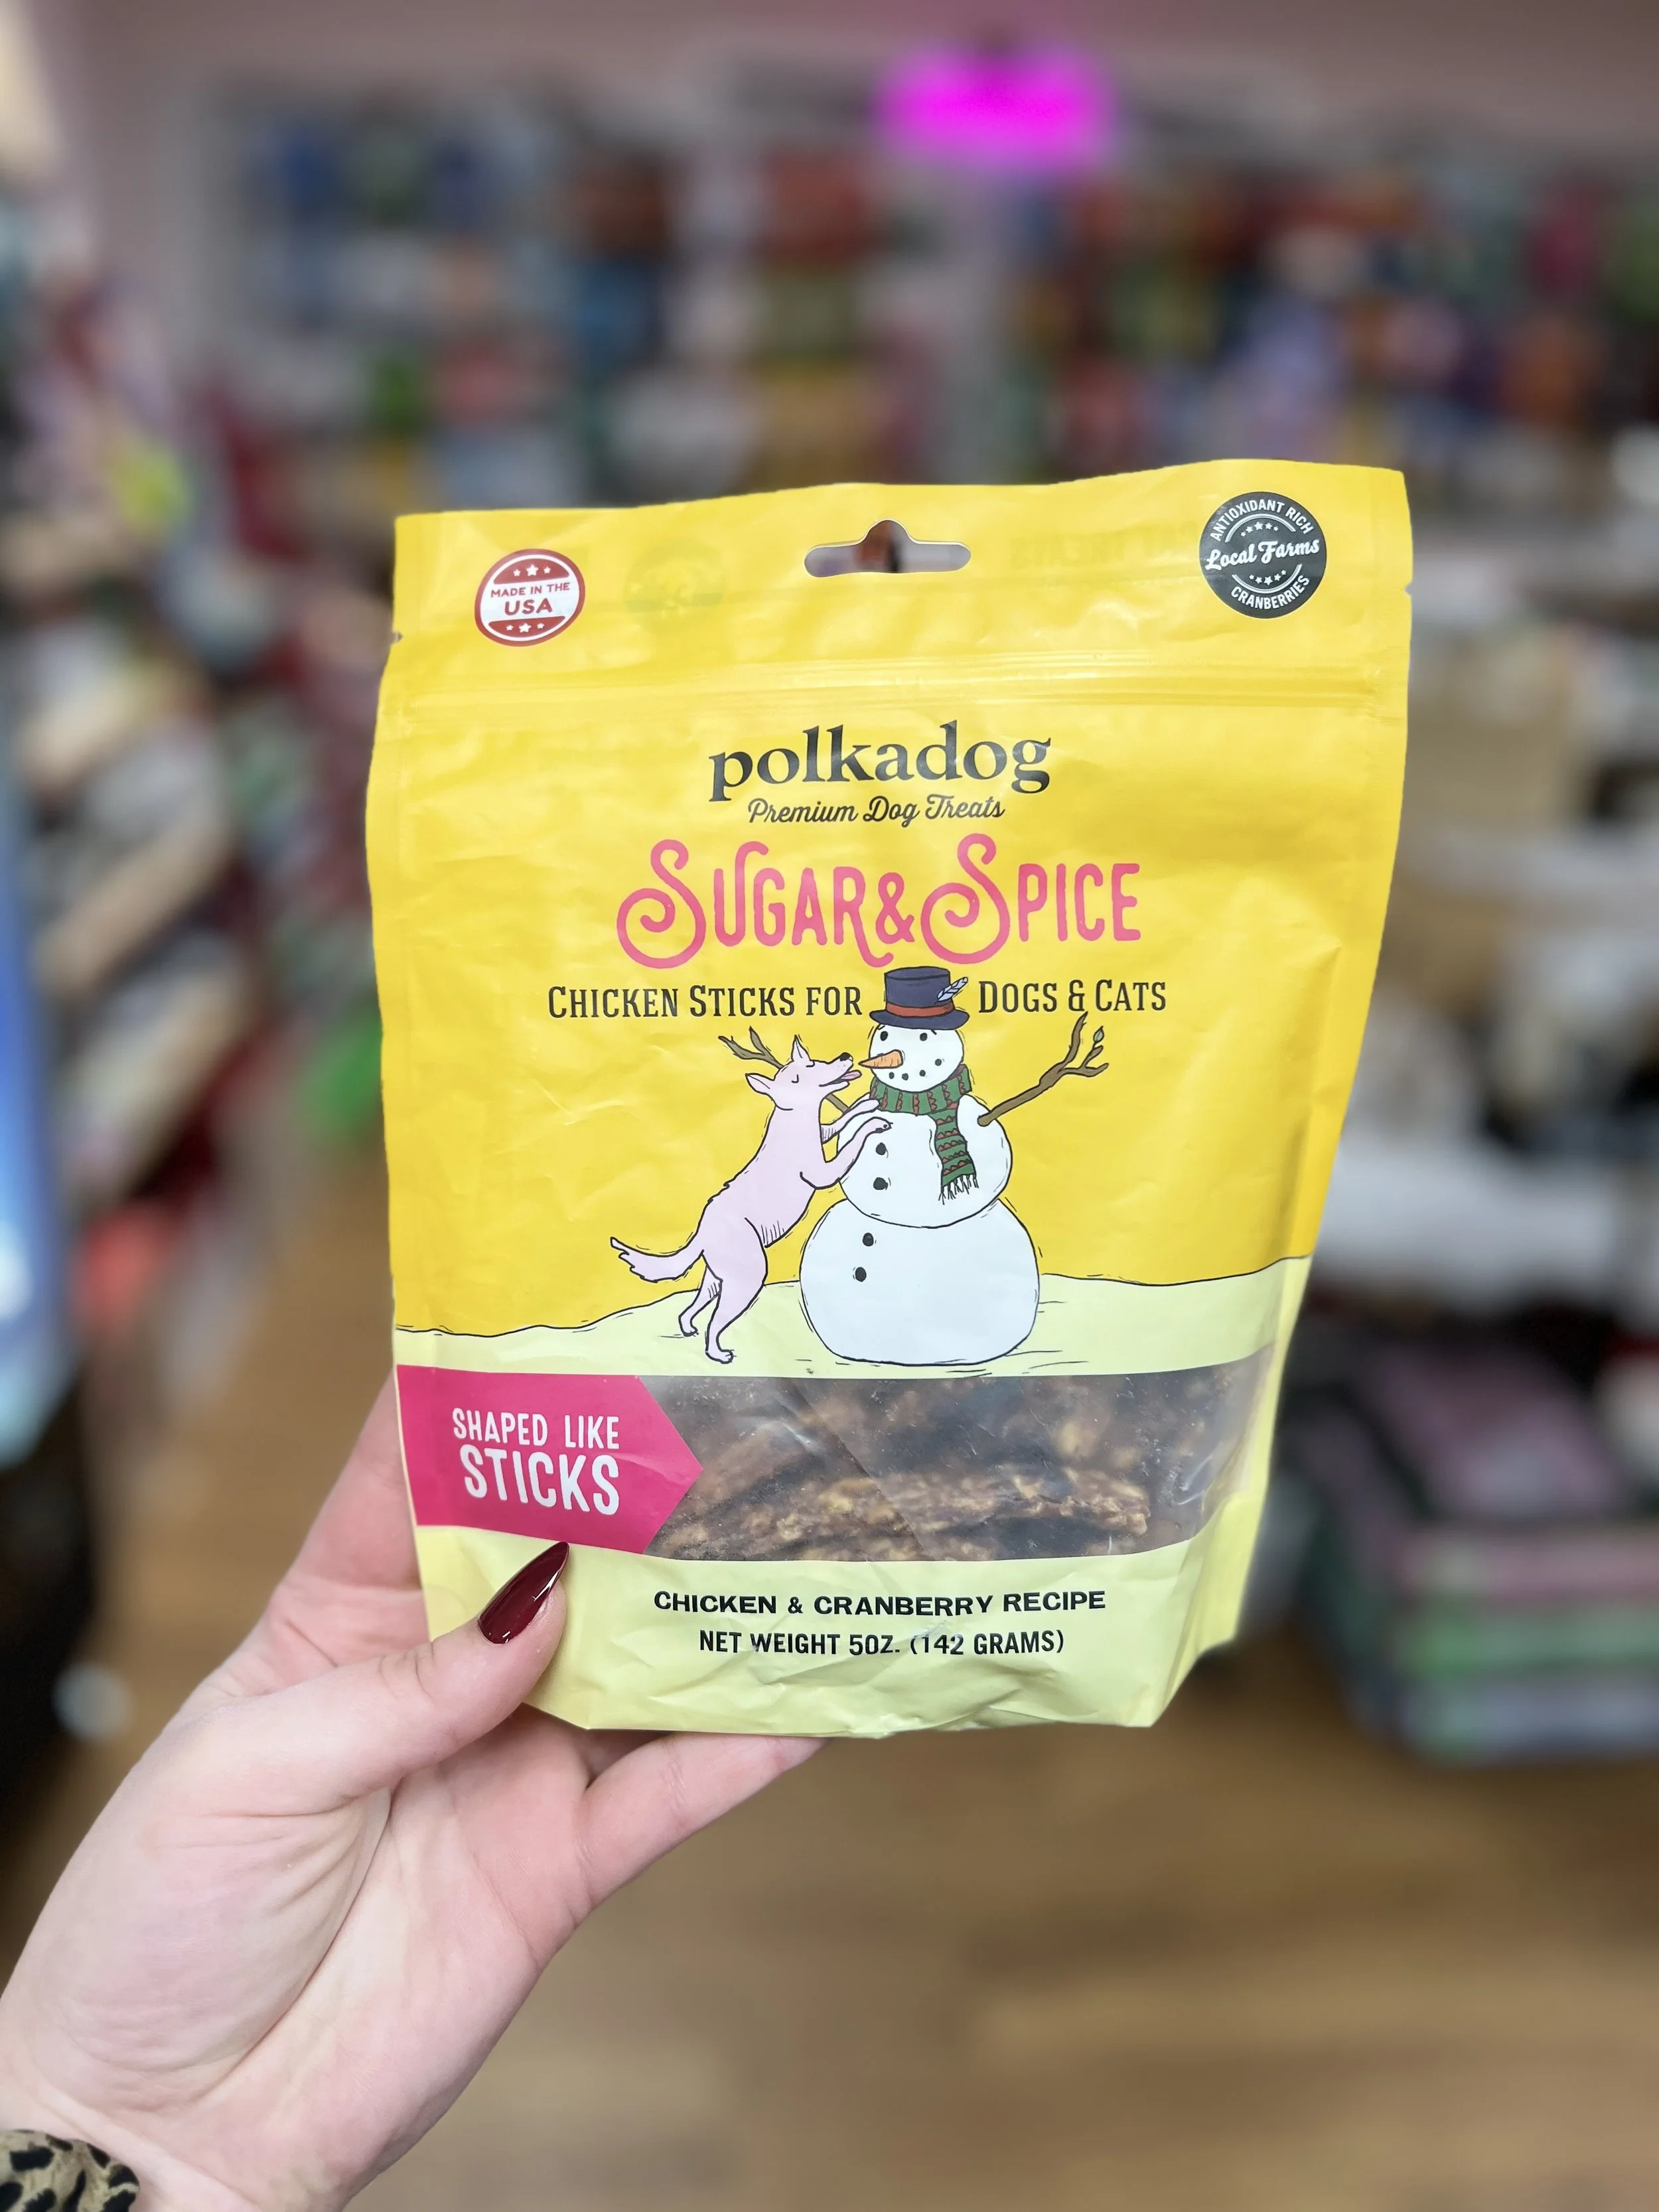 MADE IN THE
USA
ANTIOXIDANT RICH
Local Farms
CRANBERRIES
polkadog
Premium Dog Treats
SUGAR & SPICE
CHICKEN STICKS FOR DOGS & CATS
SHAPED LIKE
STICKS
CHICKEN & CRANBERRY RECIPE
NET WEIGHT 5OZ. (142 GRAMS)